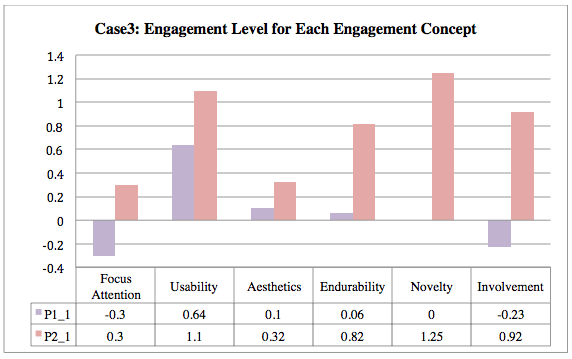 Case3: Engagement Level for Each Engagement Concept
1.4
1.2
1
0.8
0.6
0.4
0.2
0
-0.2
-0.4
Focus
Attention
Usability
Aesthetics
Endurability
Novelty
Involvement
P1_1 -0.3 0.64 0.1 0.06 0 -0.23
P2_1 0.3 1.1 0.32 0.82 1.25 0.92